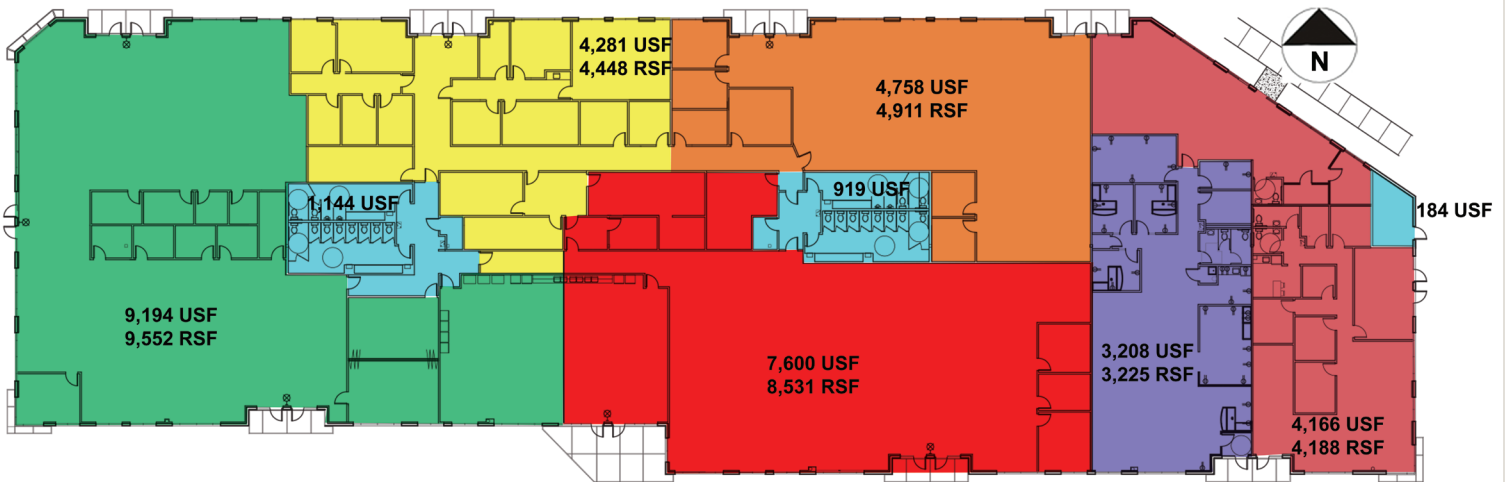 4,281 USF
4,448 RSF
4,758 USF
4,911 RSF
N
1,144 USF
919 USF
184 USF
9,194 USF
9,552 RSF
7,600 USF
8,531 RSF
3,208 USF
3,225 RSF
4,166 USF
4,188 RSF